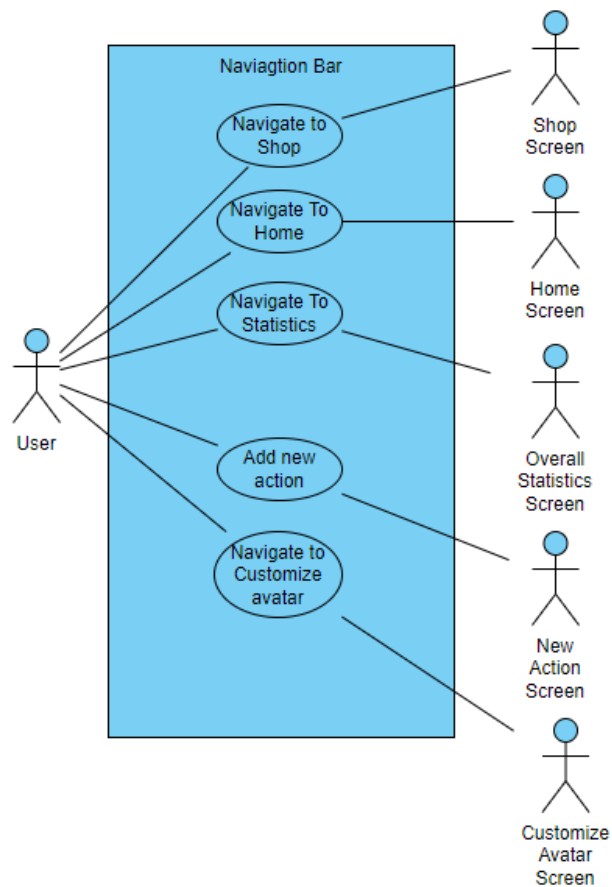 Naviagtion Bar
Navigate to
Shop
Shop
Screen
Navigate To
Home
Home
Screen
Navigate To
Statistics
User
Overall
Statistics
Screen
Add new
action
Navigate to
Customize
avatar
New
Action
Screen
Customize
Avatar
Screen